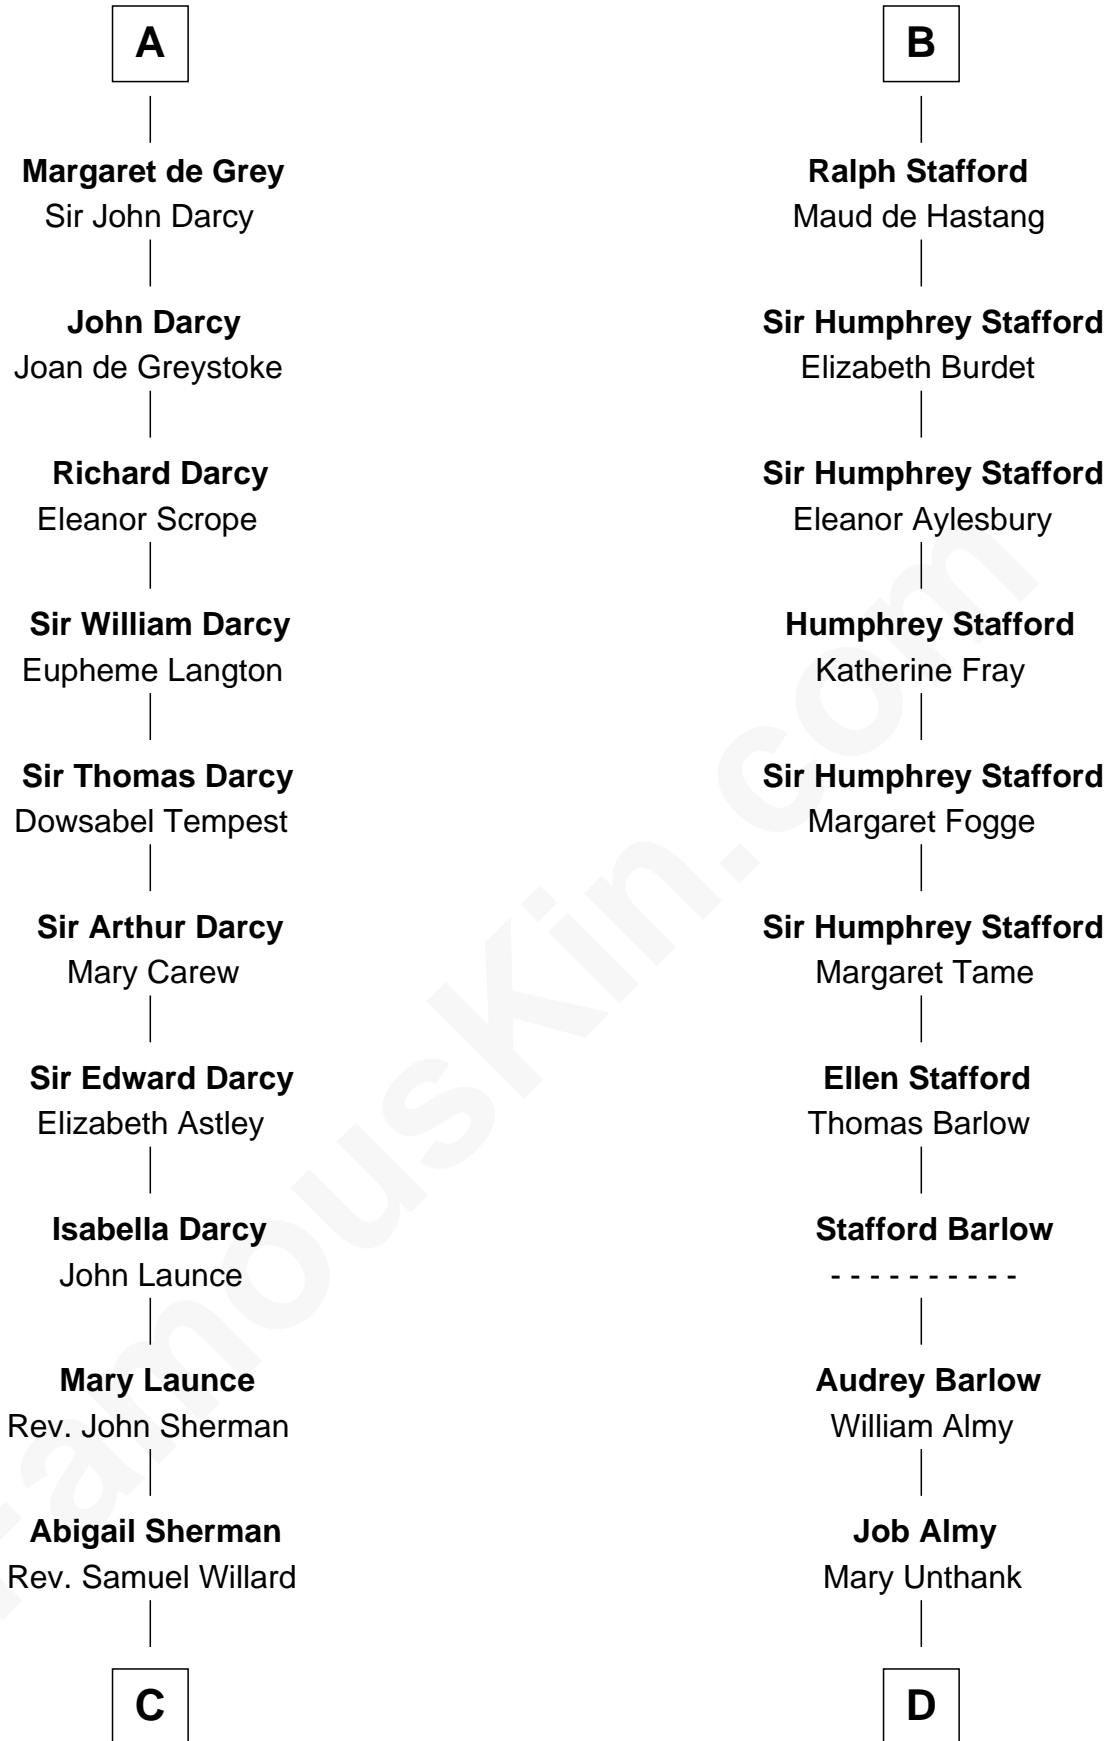 A
Margaret de Grey
Sir John Darcy
John Darcy
Joan de Greystoke
Richard Darcy
Eleanor Scrope
Sir William Darcy
Eupheme Langton
Sir Thomas Darcy
Dowsabel Tempest
Sir Arthur Darcy
Mary Carew
Sir Edward Darcy
Elizabeth Astley
Isabella Darcy
John Launce
Mary Launce
Rev. John Sherman
Abigail Sherman
Rev. Samuel Willard
C
B
Ralph Stafford
Maud de Hastang
Sir Humphrey Stafford
Elizabeth Burdet
Sir Humphrey Stafford
Eleanor Aylesbury
Humphrey Stafford
Katherine Fray
Sir Humphrey Stafford
Margaret Fogge
Sir Humphrey Stafford
Margaret Tame
Ellen Stafford
Thomas Barlow
Stafford Barlow
- - - - - - - - - -
Audrey Barlow
William Almy
Job Almy
Mary Unthank
D
FamousKin.com